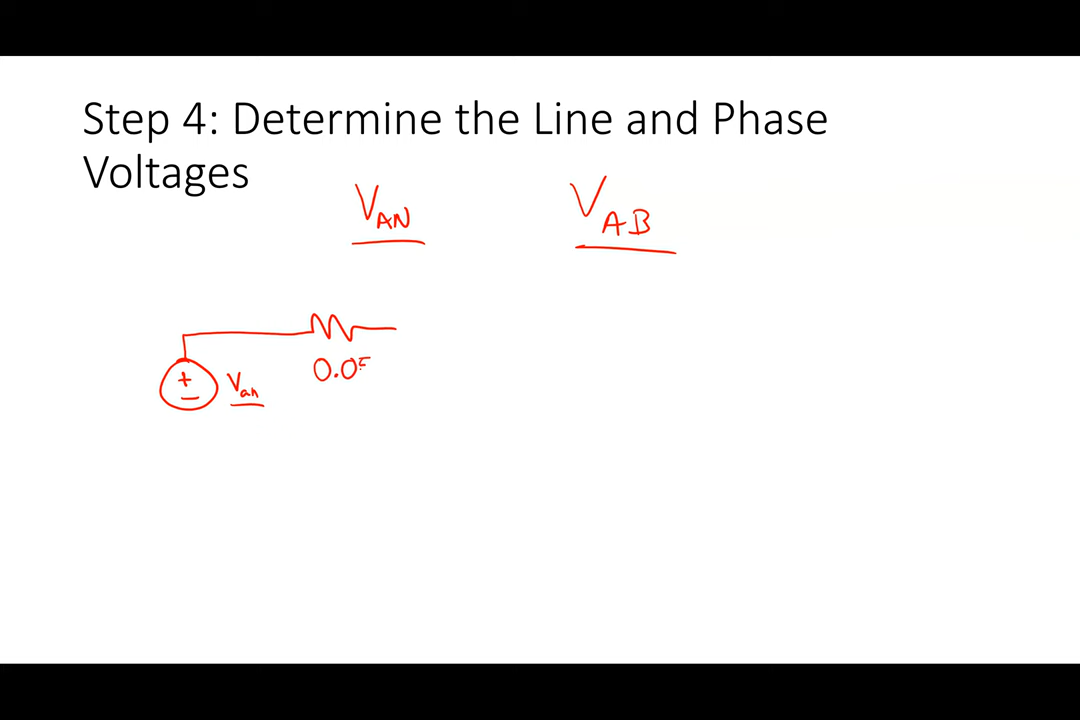 Step 4: Determine the Line and Phase
Voltages
VAN VAB
+
−
Van
0.05